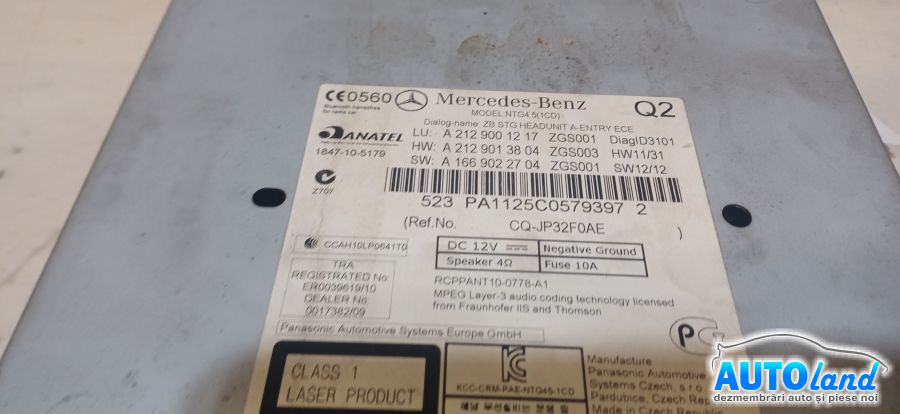 CE0560 Mercedes-Benz Q2
Bluetooth handsfree
for radio car
MODEL:NTG4.5(1CD)
Dialog-name: ZB STG HEADUNIT A-ENTRY ECE
ANATEL
LU: A 212 900 12 17 ZGS001 DiagID3101
HW: A 212 901 38 04 ZGS003 HW11/31
1847-10-5179
SW: A 166 902 27 04 ZGS001 SW12/12
Z707
523 PA1125C0579397 2
(Ref.No. CQ-JP32F0AE )
CCAH10LP0641T0
DC 12V Negative Ground
Speaker 4Ω Fuse 10A
TRA
REGISTRATED No:
ER0039619/10
DEALER No
0017382/09
RCPPANT10-0778-A1
MPEG Layer-3 audio coding technology licensed
from Fraunhofer IIS and Thomson
Panasonic Automotive Systems Europe GmbH
CLASS 1
LASER PRODUCT
KCC-CRM-PAE-NTG45-1CD
Manufacture
Panasonic Automotive
Systems Czech, s.r.o.
Pardubice, Czech Republic
Made in Czech Republic
AUTOland
dezmembrări auto și piese noi